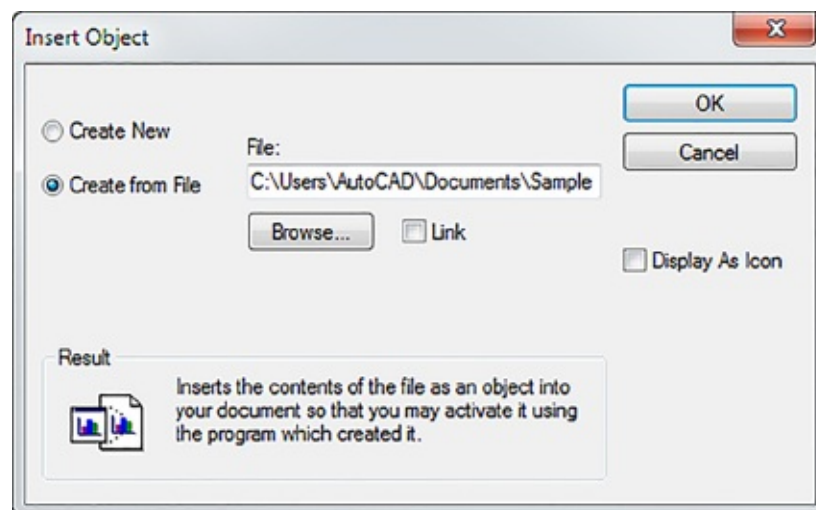 Insert Object
Create New
OK
File:
Cancel
Create from File
C:\Users\AutoCAD\Documents\Sample
Browse...
Link
Display As Icon
Result
Inserts the contents of the file as an object into
your document so that you may activate it using
the program which created it.